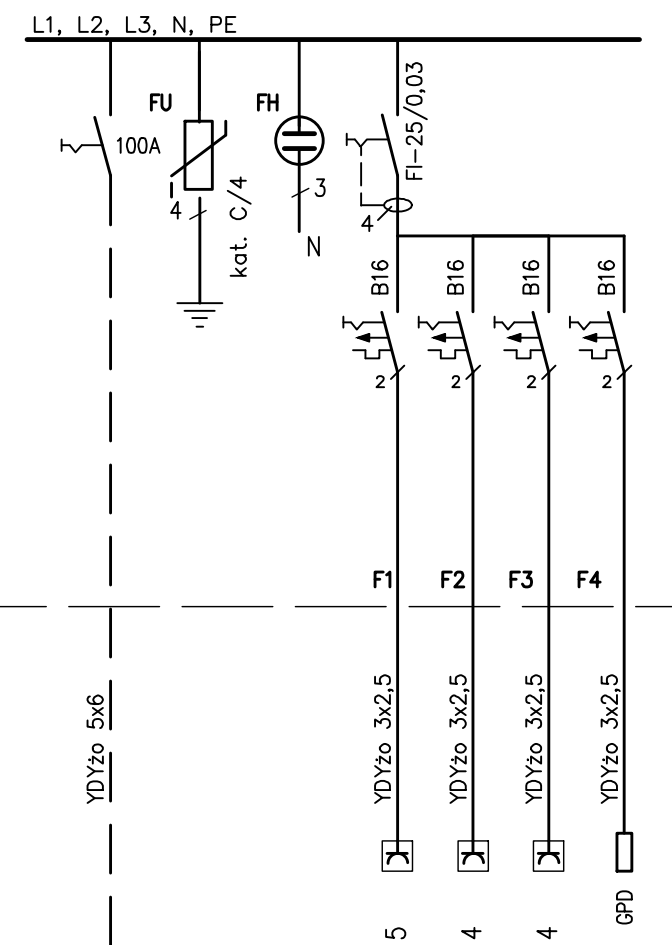 L1, L2, L3, N, PE
FU
FH
100A
FI-25/0,03
3
4
kat. C/4
4
N
B16
B16
B16
B16
2
2
2
2
F1
F2
F3
F4
YDYżo 5x6
YDYżo 3x2,5
YDYżo 3x2,5
YDYżo 3x2,5
YDYżo 3x2,5
5
4
4
GPD